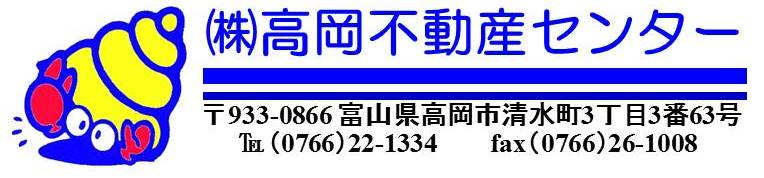 ㈱高岡不動産センター
〒933-0866 富山県高岡市清水町3丁目3番63号
℡（0766）22-1334 fax（0766）26-1008